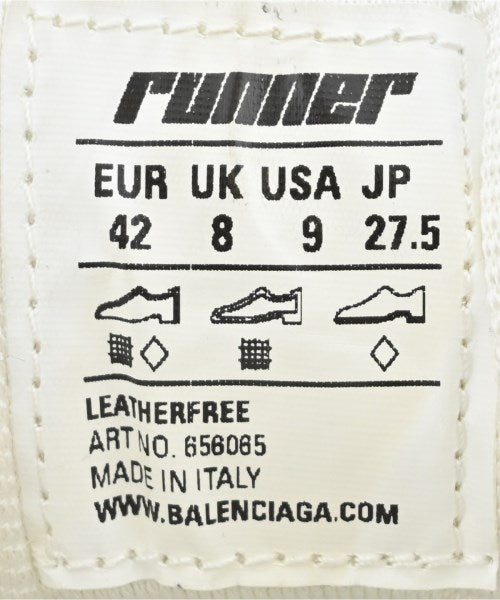 runner
EUR UK USA JP
42 8 9 27.5
LEATHERFREE
ART NO. 656065
MADE IN ITALY
WWW.BALENCIAGA.COM